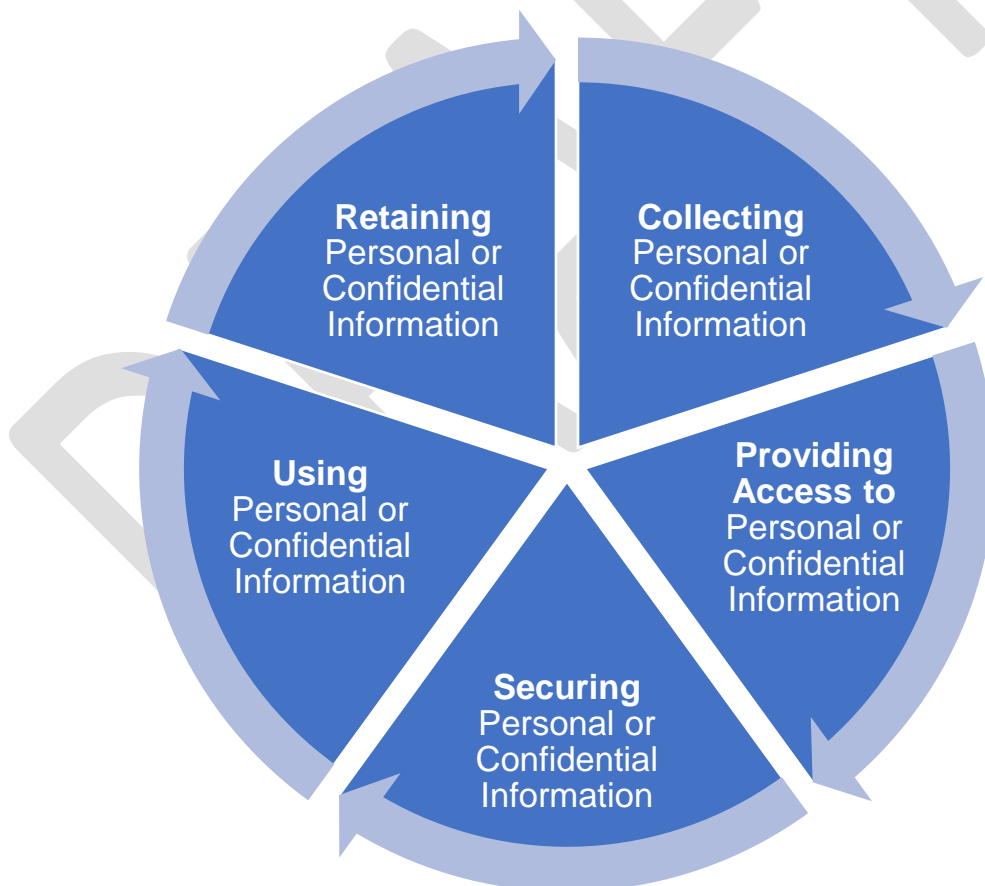 Retaining
Personal or
Confidential
Information
Collecting
Personal or
Confidential
Information
Providing
Access to
Personal or
Confidential
Information
Using
Personal or
Confidential
Information
Securing
Personal or
Confidential
Information